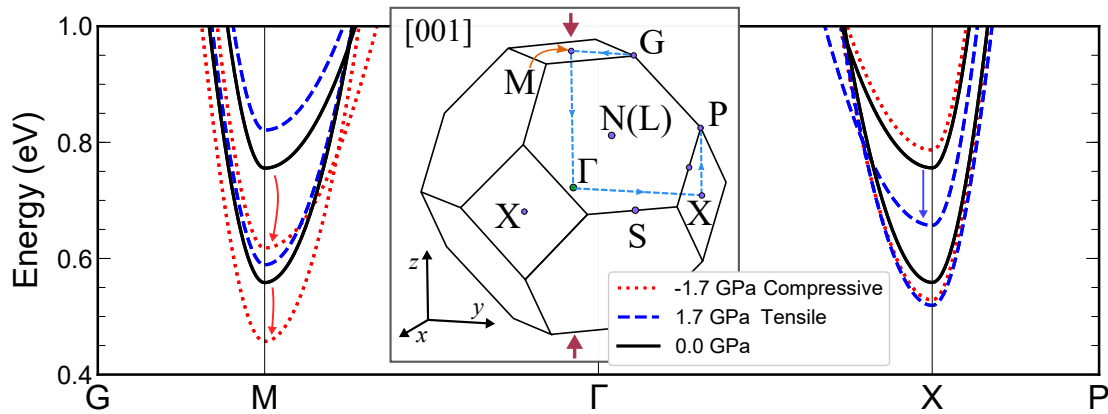 Energy (eV)
1.0
0.8
0.6
0.4
G
M
Γ
X
P
[001]
G
M
N(L)
P
Γ
X
X
S
z
y
x
-1.7 GPa Compressive
1.7 GPa Tensile
0.0 GPa